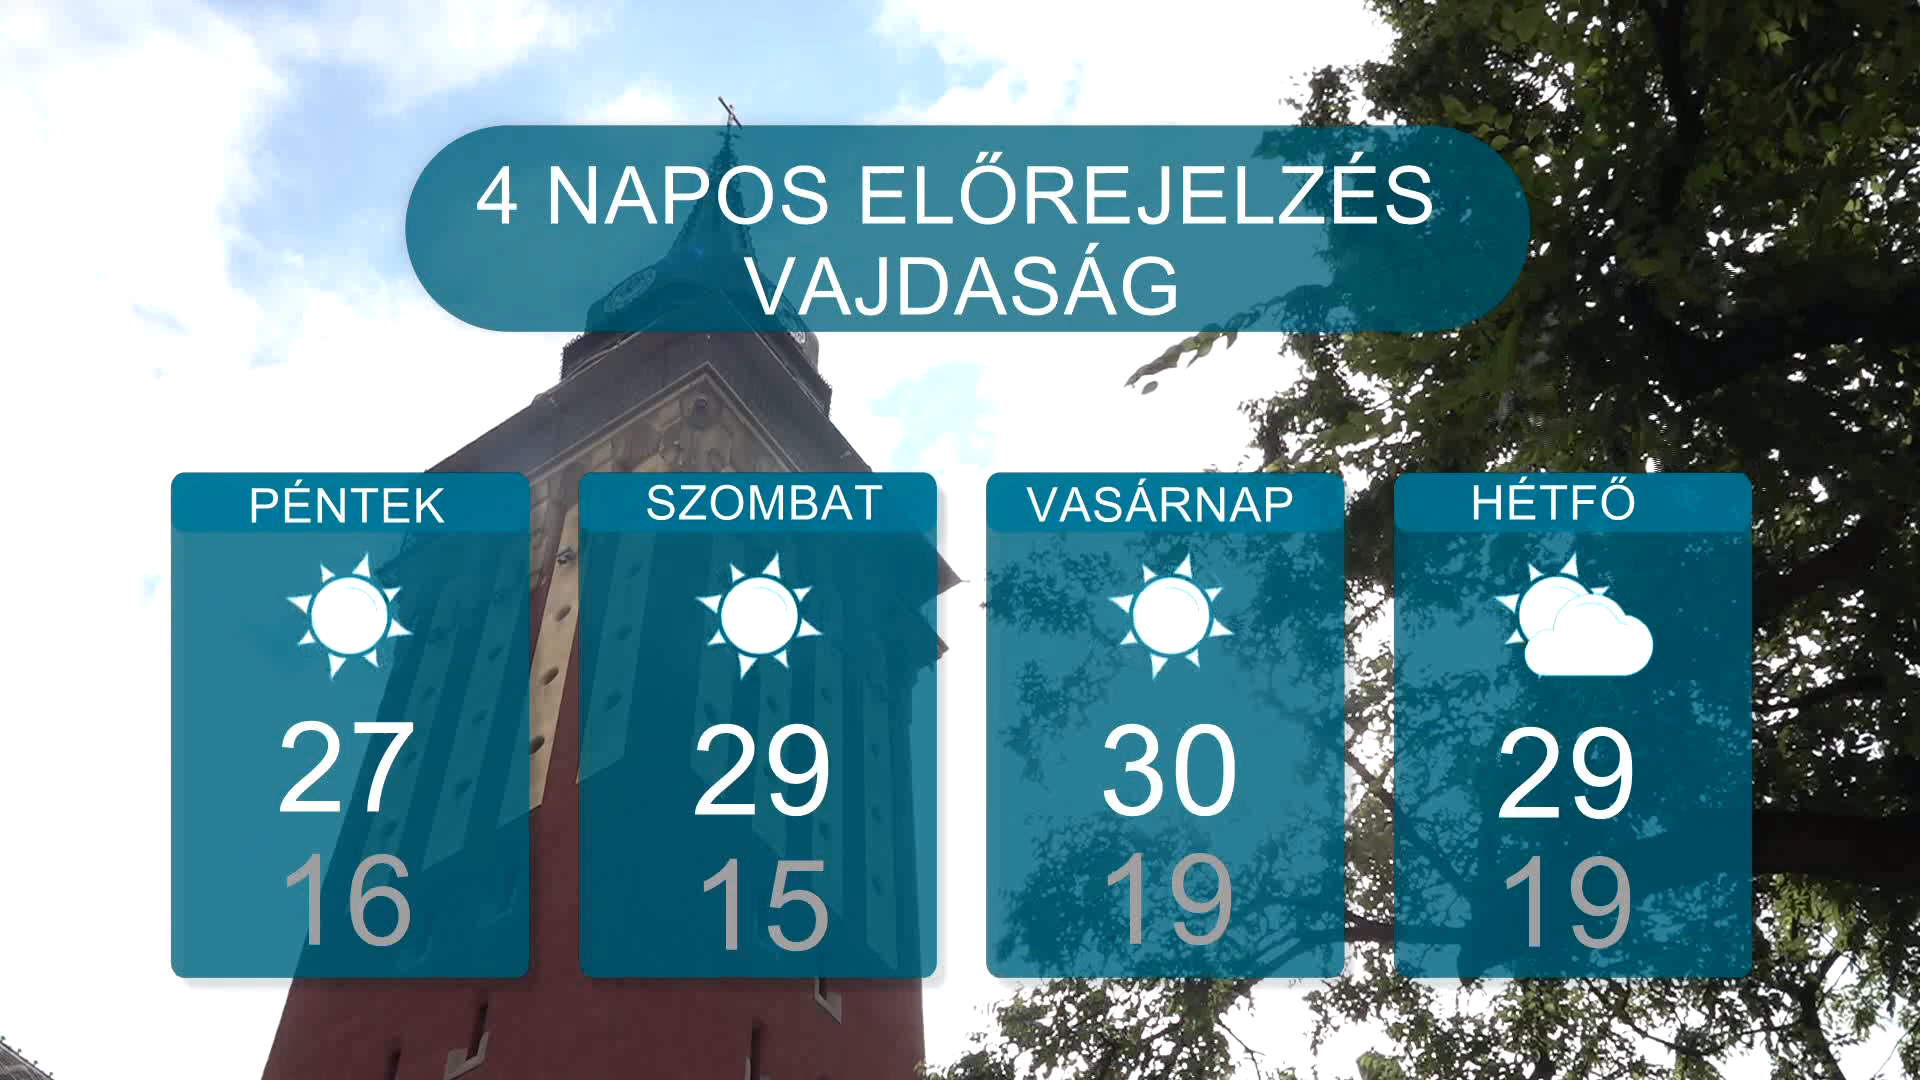 4 NAPOS ELŐREJELZÉS
VAJDASÁG
PÉNTEK
27
16
SZOMBAT
29
15
VASÁRNAP
30
19
HÉTFŐ
29
19